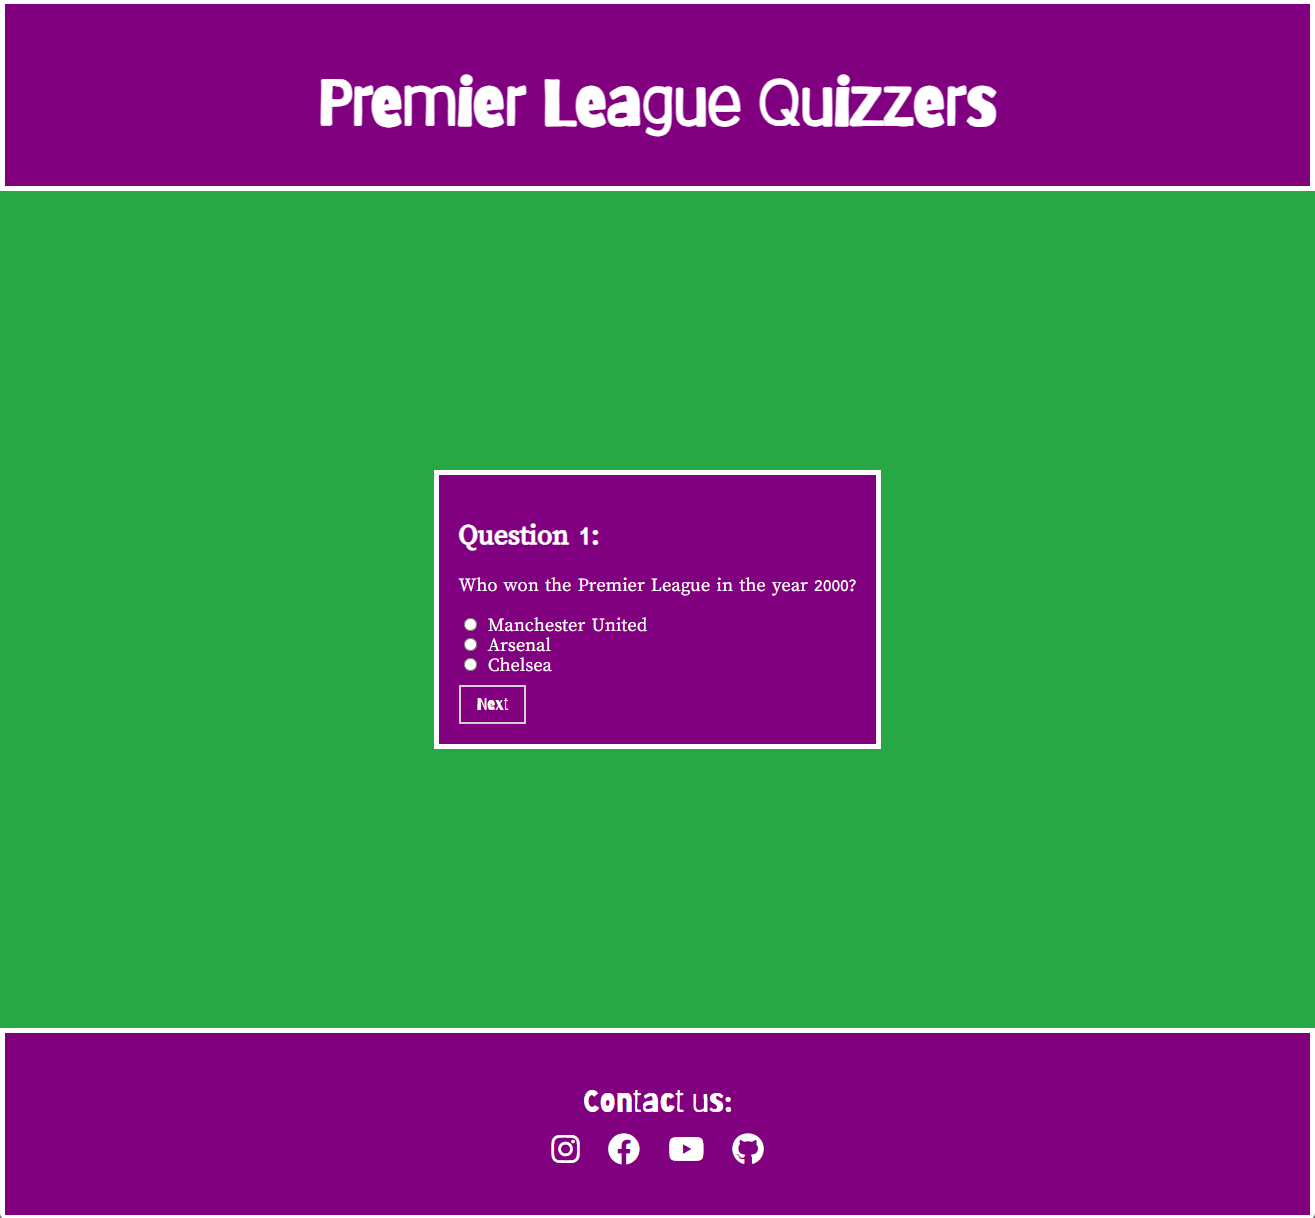 Premier League Quizzers
Question 1:
Who won the Premier League in the year 2000?
Manchester United
Arsenal
Chelsea
Next
Contact us: